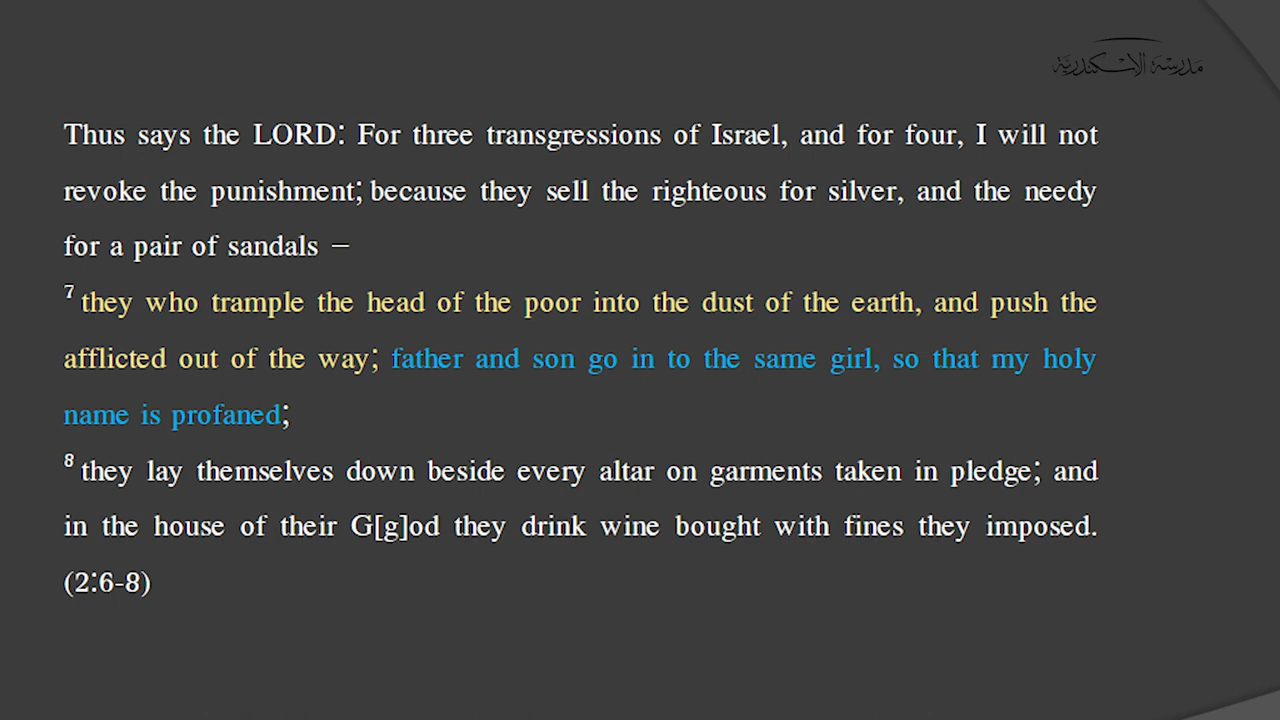 مدرسة الإسكندرية
Thus says the LORD: For three transgressions of Israel, and for four, I will not
revoke the punishment; because they sell the righteous for silver, and the needy
for a pair of sandals –
7 they who trample the head of the poor into the dust of the earth, and push the
afflicted out of the way; father and son go in to the same girl, so that my holy
name is profaned;
8 they lay themselves down beside every altar on garments taken in pledge; and
in the house of their G[g]od they drink wine bought with fines they imposed.
(2:6-8)